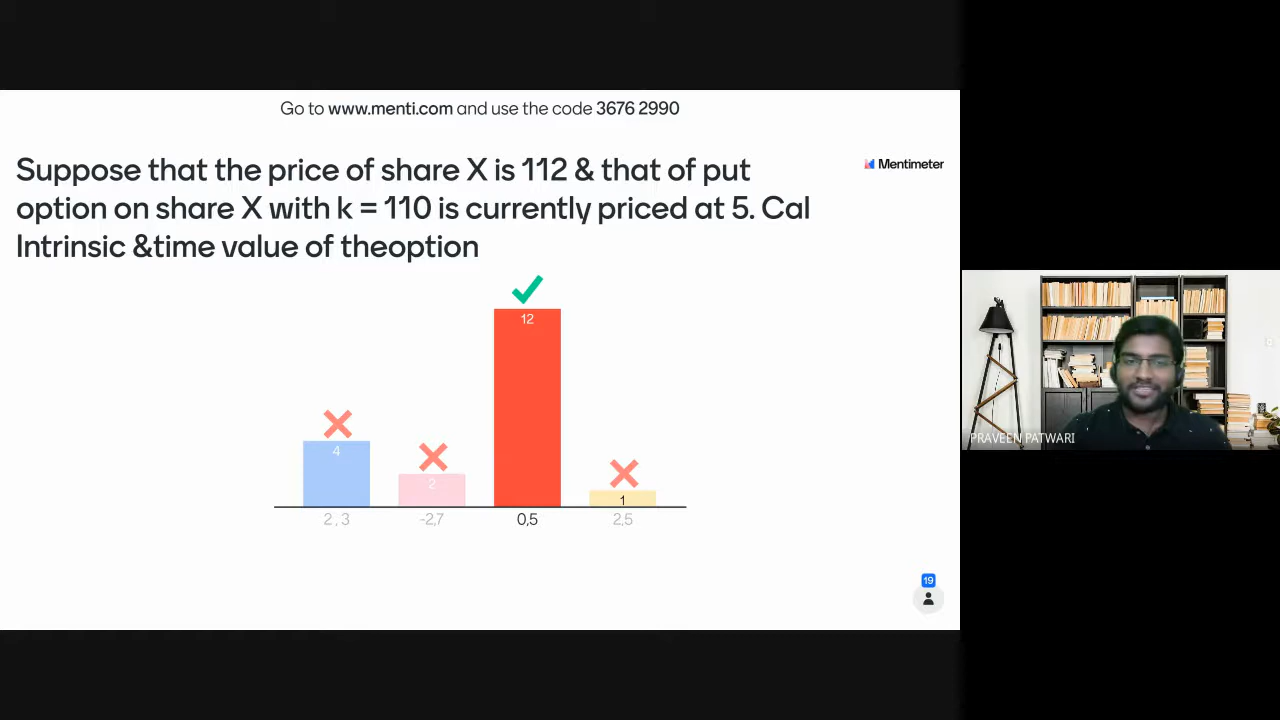 Go to www.menti.com and use the code 3676 2990
Suppose that the price of share X is 112 & that of put
option on share X with k = 110 is currently priced at 5. Cal
Intrinsic &time value of theoption
Mentimeter
12
4
2
1
2 , 3
-2,7
0,5
2,5
19
PRAVEEN PATWARI